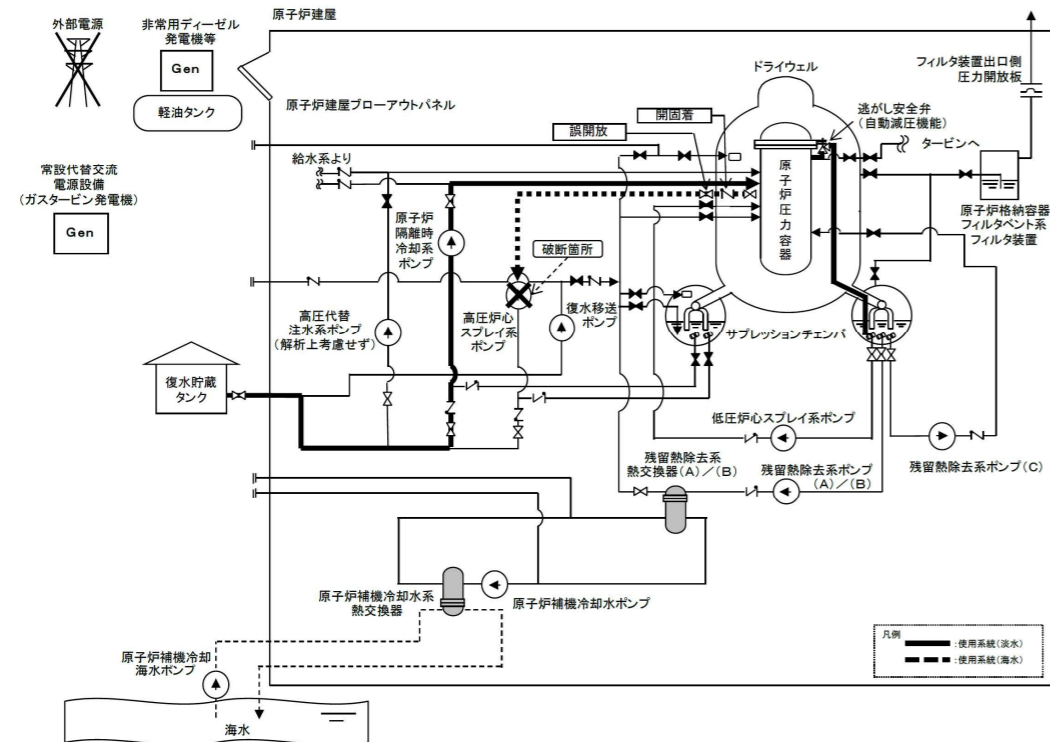 外部電源
非常用ディーゼル
発電機等
Gen
軽油タンク
常設代替交流
電源設備
(ガスタービン発電機)
Gen
原子炉建屋
原子炉建屋ブローアウトパネル
給水系より
原子炉
隔離時
冷却系
ポンプ
高圧代替
注水系ポンプ
(解析上考慮せず)
復水貯蔵
タンク
誤開放
開固着
破断箇所
高圧炉心
スプレイ系
ポンプ
復水移送
ポンプ
ドライウェル
原子炉圧力容器
逃がし安全弁
(自動減圧機能)
タービンへ
フィルタ装置出口側
圧力開放板
原子炉格納容器
フィルタベント系
フィルタ装置
サプレッションチェンバ
低圧炉心スプレイ系ポンプ
残留熱除去系
熱交換器(A)/(B)
残留熱除去系ポンプ
(A)/(B)
残留熱除去系ポンプ(C)
原子炉補機冷却水系
熱交換器
原子炉補機冷却水ポンプ
原子炉補機冷却
海水ポンプ
海水
凡例
:使用系統(淡水)
:使用系統(海水)